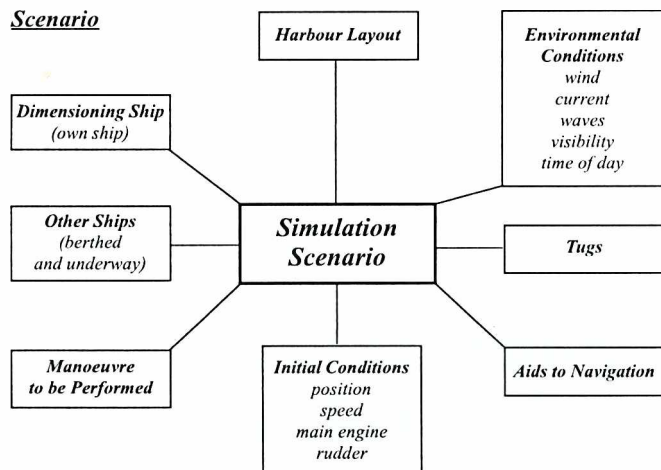 Scenario
Harbour Layout
Environmental
Conditions
wind
current
waves
visibility
time of day
Dimensioning Ship
(own ship)
Other Ships
(berthed
and underway)
Simulation
Scenario
Tugs
Manoeuvre
to be Performed
Initial Conditions
position
speed
main engine
rudder
Aids to Navigation